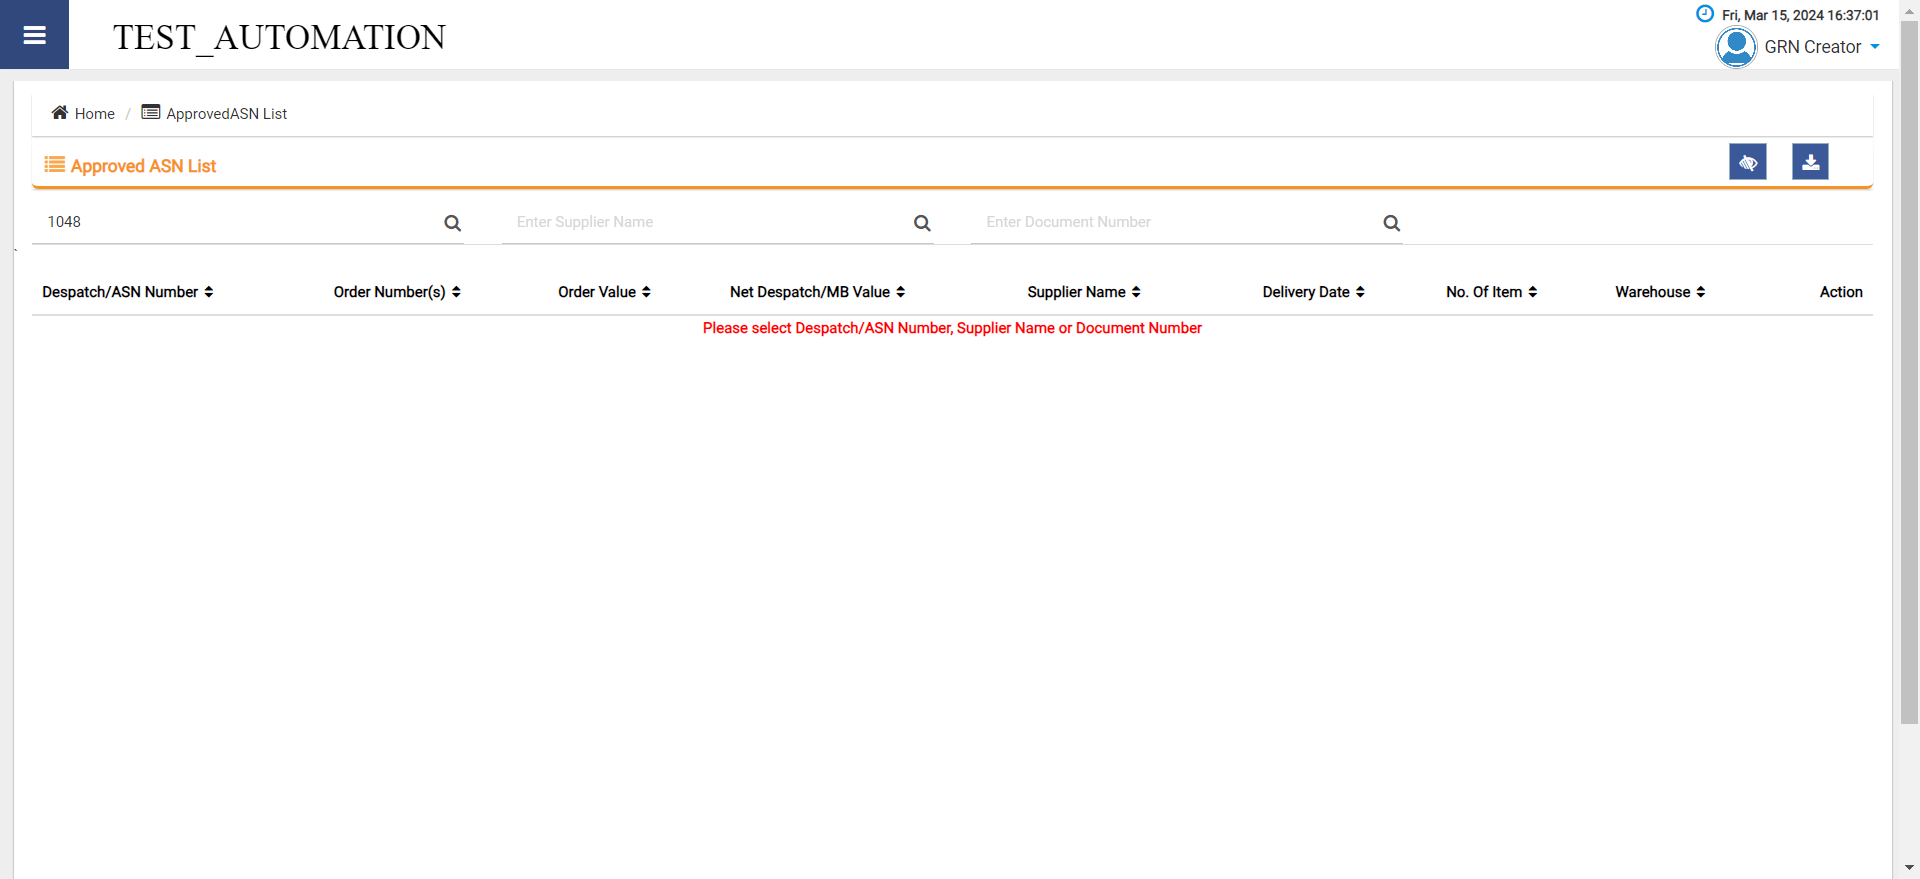 TEST_AUTOMATION
Fri, Mar 15, 2024 16:37:01
GRN Creator
Home / ApprovedASN List
Approved ASN List
1048 Enter Supplier Name Enter Document Number
`
Despatch/ASN Number Order Number(s) Order Value Net Despatch/MB Value Supplier Name Delivery Date No. Of Item Warehouse Action
Please select Despatch/ASN Number, Supplier Name or Document Number